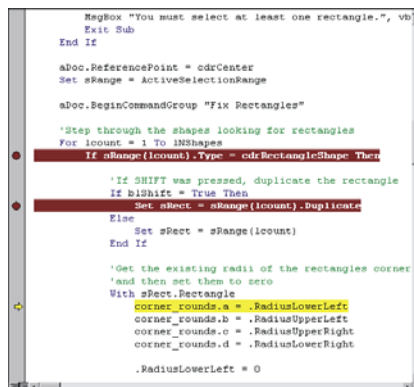 MsgBox "You must select at least one rectangle.", vb
Exit Sub
End If
aDoc.ReferencePoint = cdrCenter
Set sRange = ActiveSelectionRange
aDoc.BeginCommandGroup "Fix Rectangles"
'Step through the shapes looking for rectangles
For lcount = 1 To lNShapes
If sRange(lcount).Type = cdrRectangleShape Then
'If SHIFT was pressed, duplicate the rectangle
If blShift = True Then
Set sRect = sRange(lcount).Duplicate
Else
Set sRect = sRange(lcount)
End If
'Get the existing radii of the rectangles corner
'and then set them to zero
With sRect.Rectangle
corner_rounds.a = .RadiusLowerLeft
corner_rounds.b = .RadiusUpperLeft
corner_rounds.c = .RadiusUpperRight
corner_rounds.d = .RadiusLowerRight
.RadiusLowerLeft = 0